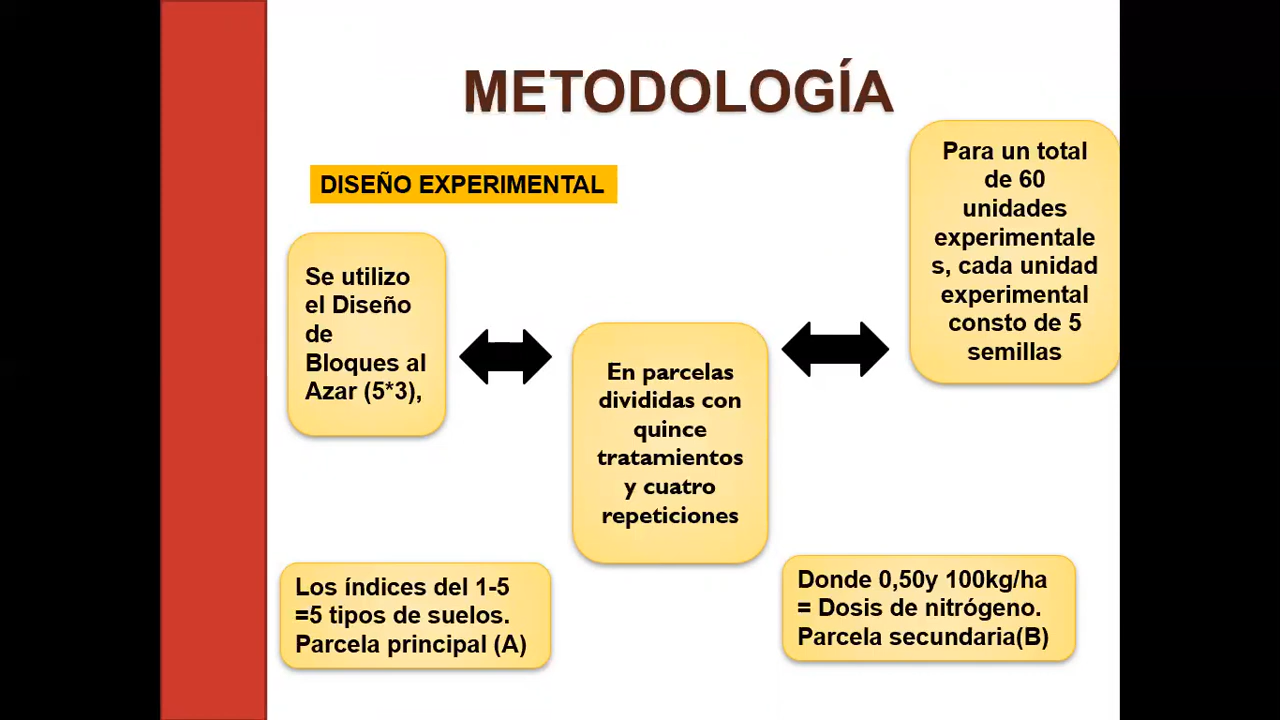 METODOLOGÍA
DISEÑO EXPERIMENTAL
Se utilizo
el Diseño
de
Bloques al
Azar (5*3),
En parcelas
divididas con
quince
tratamientos
y cuatro
repeticiones
Para un total
de 60
unidades
experimentale
s, cada unidad
experimental
consto de 5
semillas
Los índices del 1-5
=5 tipos de suelos.
Parcela principal (A)
Donde 0,50y 100kg/ha
= Dosis de nitrógeno.
Parcela secundaria(B)